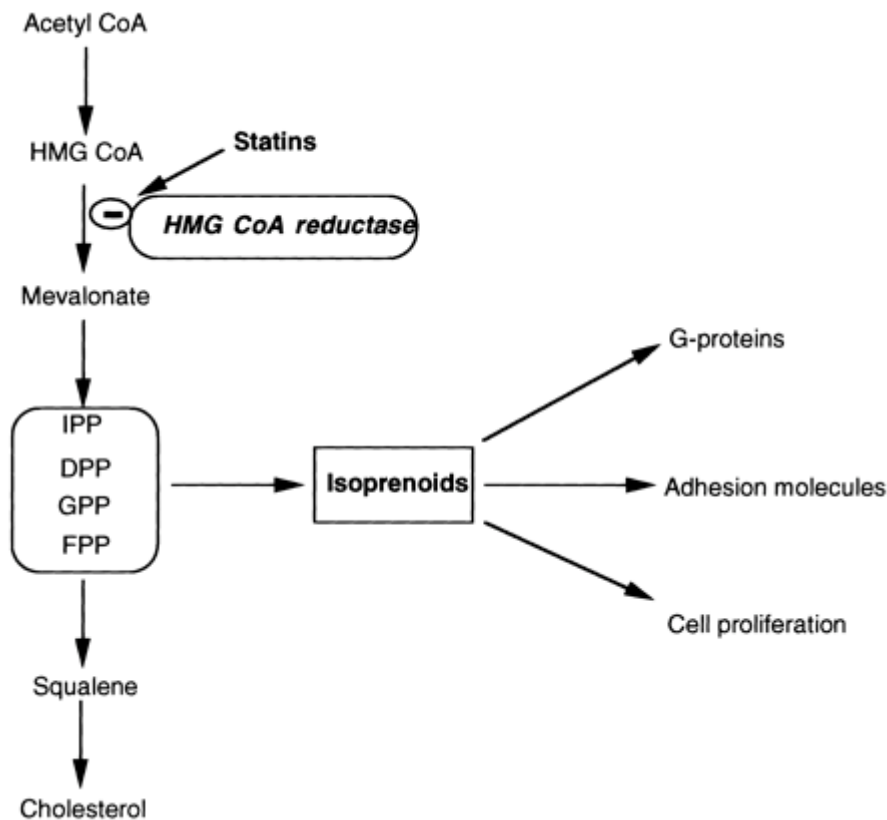 Acetyl CoA
HMG CoA
Statins
-
HMG CoA reductase
Mevalonate
IPP
DPP
GPP
FPP
Isoprenoids
G-proteins
Adhesion molecules
Cell proliferation
Squalene
Cholesterol